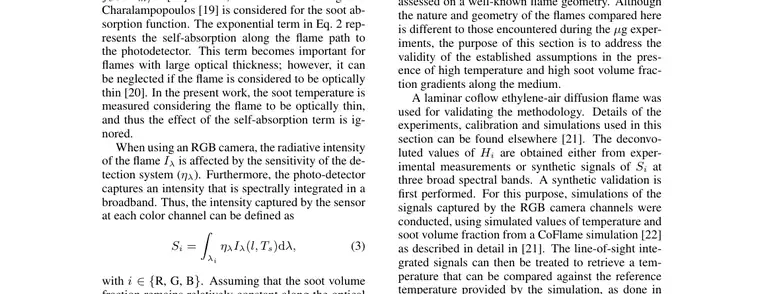 Charalampopoulos [19] is considered for the soot ab-
sorption function. The exponential term in Eq. 2 rep-
resents the self-absorption along the flame path to
the photodetector. This term becomes important for
flames with large optical thickness; however, it can
be neglected if the flame is considered to be optically
thin [20]. In the present work, the soot temperature is
measured considering the flame to be optically thin,
and thus the effect of the self-absorption term is ig-
nored.
When using an RGB camera, the radiative intensity
of the flame I_λ is affected by the sensitivity of the de-
tection system (η_λ). Furthermore, the photo-detector
captures an intensity that is spectrally integrated in a
broadband. Thus, the intensity captured by the sensor
at each color channel can be defined as
S_i = ∫_{λ_i} η_λ I_λ(l, T_s)dλ, (3)
with i ∈ {R, G, B}. Assuming that the soot volume
fraction remains relatively constant along the optical
assessed on a well-known flame geometry. Although
the nature and geometry of the flames compared here
is different to those encountered during the μg exper-
iments, the purpose of this section is to address the
validity of the established assumptions in the pres-
ence of high temperature and high soot volume frac-
tion gradients along the medium.
A laminar coflow ethylene-air diffusion flame was
used for validating the methodology. Details of the
experiments, calibration and simulations used in this
section can be found elsewhere [21]. The deconvo-
luted values of H_i are obtained either from exper-
imental measurements or synthetic signals of S_i at
three broad spectral bands. A synthetic validation is
first performed. For this purpose, simulations of the
signals captured by the RGB camera channels were
conducted, using simulated values of temperature and
soot volume fraction from a CoFlame simulation [22]
as described in detail in [21]. The line-of-sight inte-
grated signals can then be treated to retrieve a tem-
perature that can be compared against the reference
temperature provided by the simulation, as done in